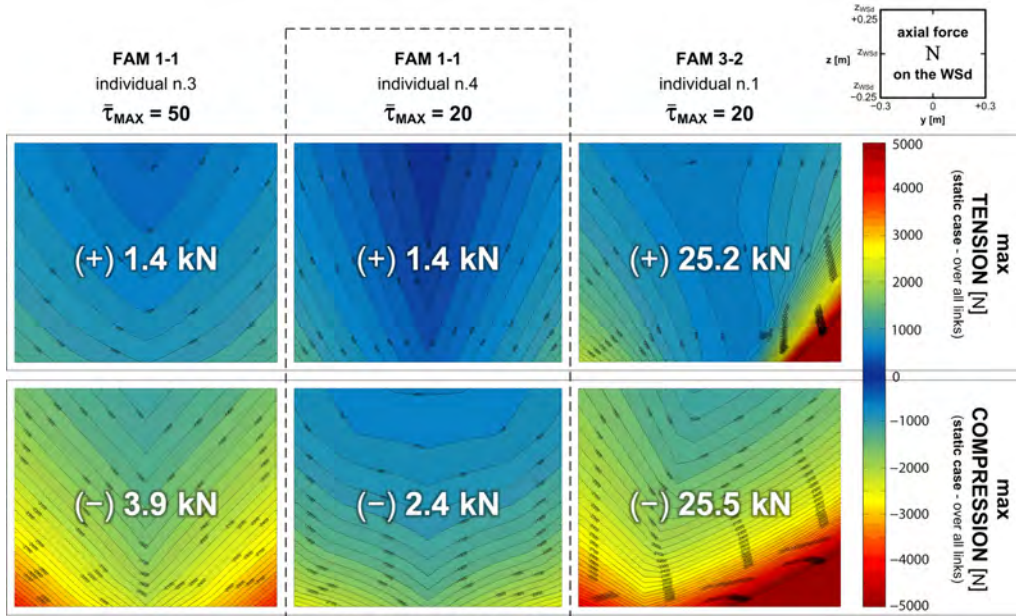 FAM 1-1
individual n.3
τ̄MAX = 50
FAM 1-1
individual n.4
τ̄MAX = 20
FAM 3-2
individual n.1
τ̄MAX = 20
zWSd
+0.25
zWSd
z [m]
zWSd
−0.25
axial force
N
on the WSd
−0.3
0
+0.3
y [m]
(+) 1.4 kN
(+) 1.4 kN
(+) 25.2 kN
(−) 3.9 kN
(−) 2.4 kN
(−) 25.5 kN
5000
4000
3000
2000
1000
0
−1000
−2000
−3000
−4000
−5000
max
TENSION [N]
(static case - over all links)
max
COMPRESSION [N]
(static case - over all links)